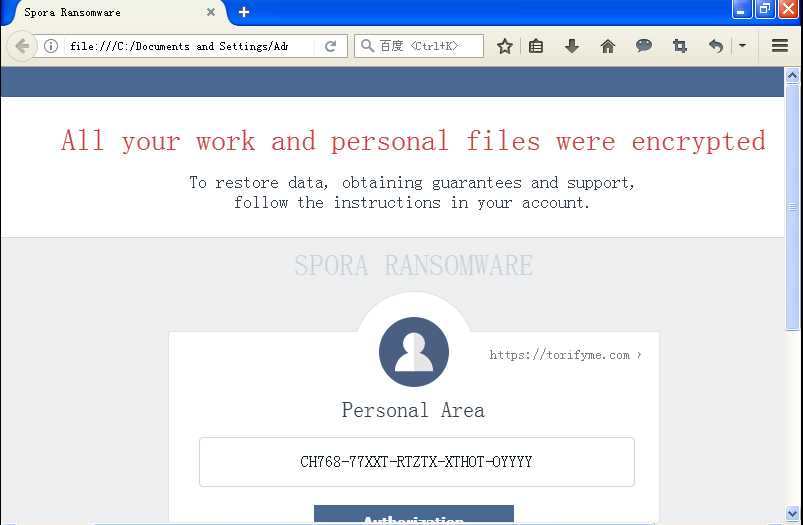 Spora Ransomware
file:///C:/Documents and Settings/Adr
百度 <Ctrl+K>
All your work and personal files were encrypted
To restore data, obtaining guarantees and support,
follow the instructions in your account.
SPORA RANSOMWARE
https://torifyme.com ›
Personal Area
CH768-77XXT-RTZTX-XTHOT-OYYYY
Authorization